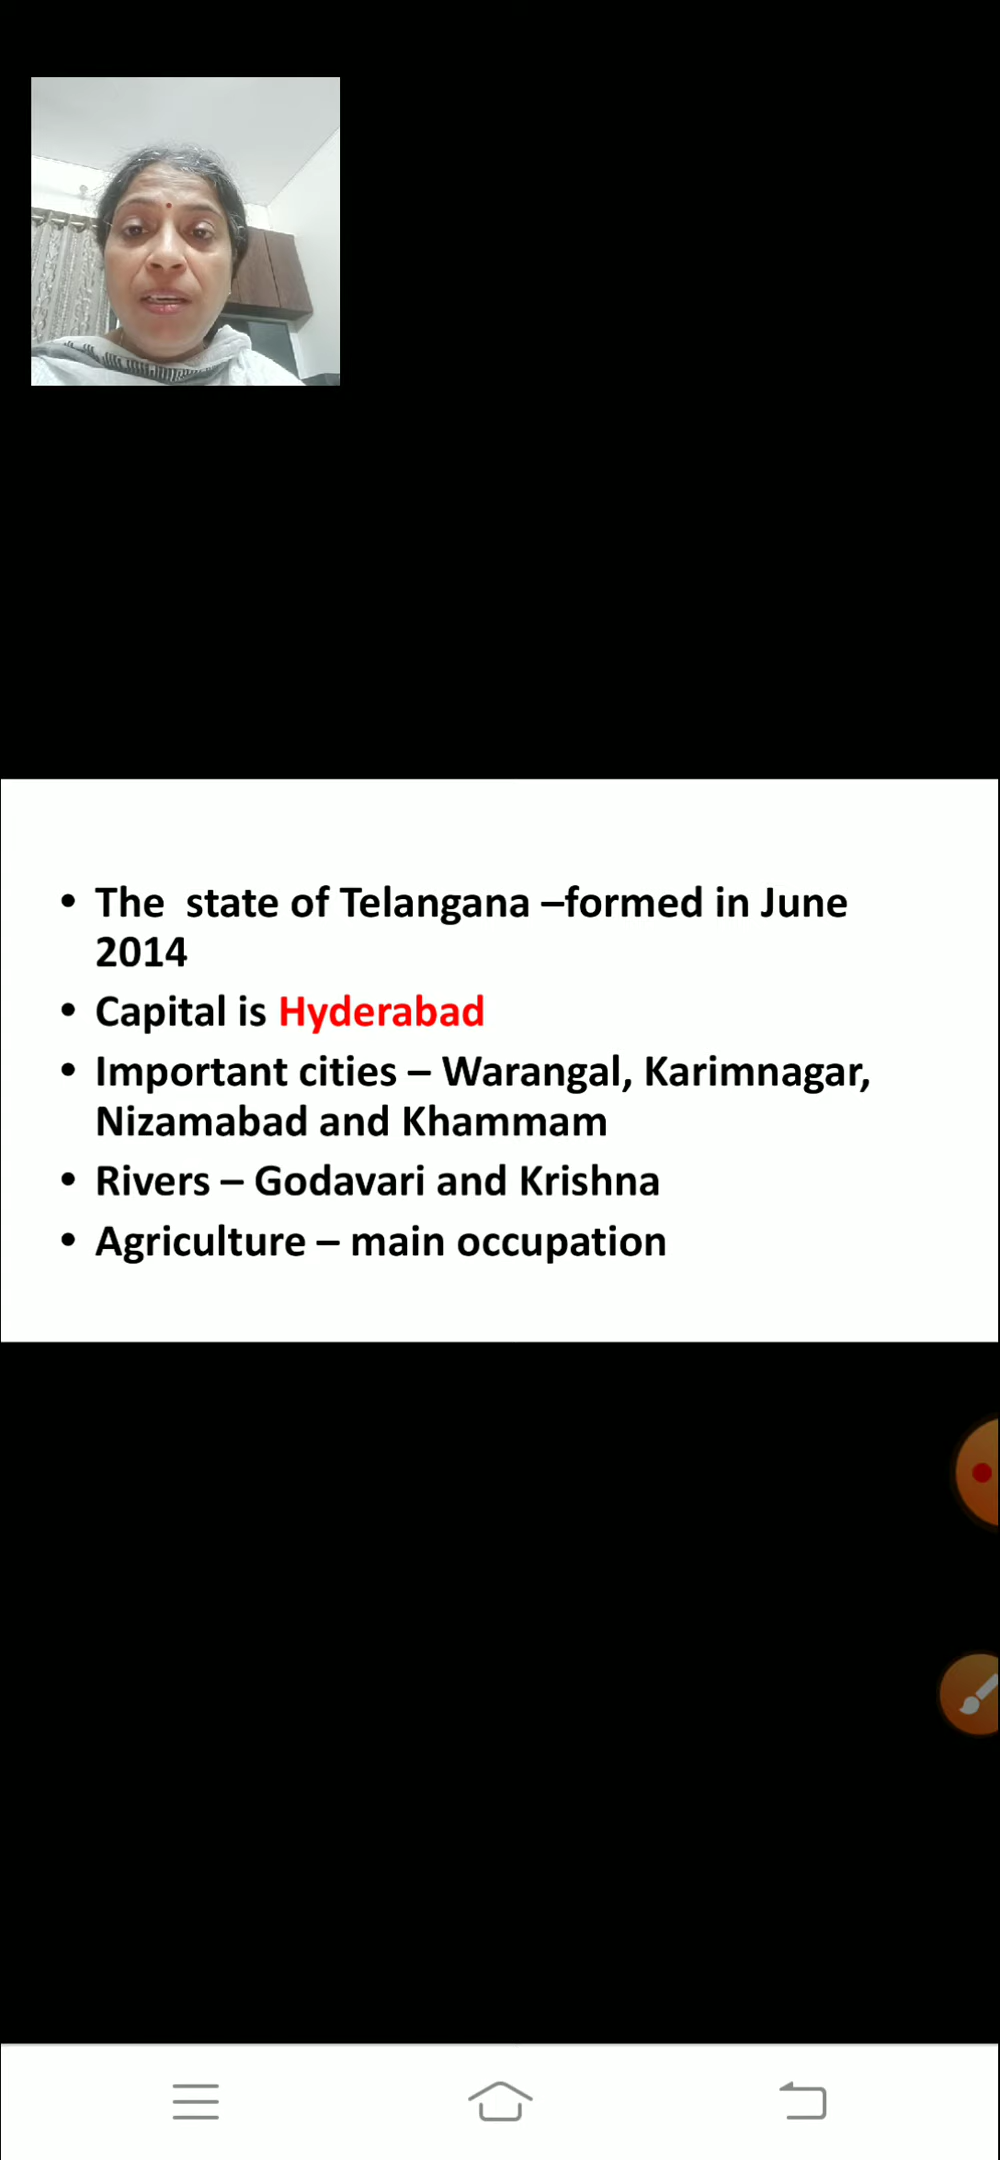 • The  state of Telangana –formed in June
2014
• Capital is Hyderabad
• Important cities – Warangal, Karimnagar,
Nizamabad and Khammam
• Rivers – Godavari and Krishna
• Agriculture – main occupation